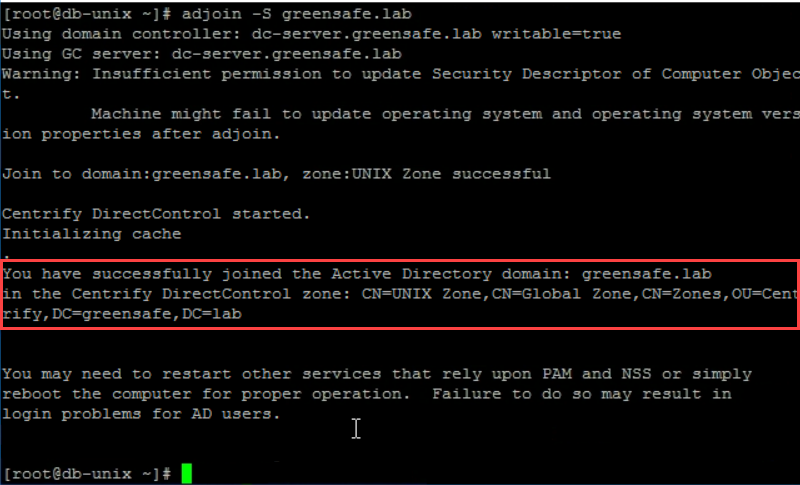 [root@db-unix ~]# adjoin -S greensafe.lab
Using domain controller: dc-server.greensafe.lab writable=true
Using GC server: dc-server.greensafe.lab
Warning: Insufficient permission to update Security Descriptor of Computer Objec
t.
Machine might fail to update operating system and operating system vers
ion properties after adjoin.
Join to domain:greensafe.lab, zone:UNIX Zone successful
Centrify DirectControl started.
Initializing cache
.
You have successfully joined the Active Directory domain: greensafe.lab
in the Centrify DirectControl zone: CN=UNIX Zone,CN=Global Zone,CN=Zones,OU=Cent
rify,DC=greensafe,DC=lab
You may need to restart other services that rely upon PAM and NSS or simply
reboot the computer for proper operation.  Failure to do so may result in
login problems for AD users.
[root@db-unix ~]#